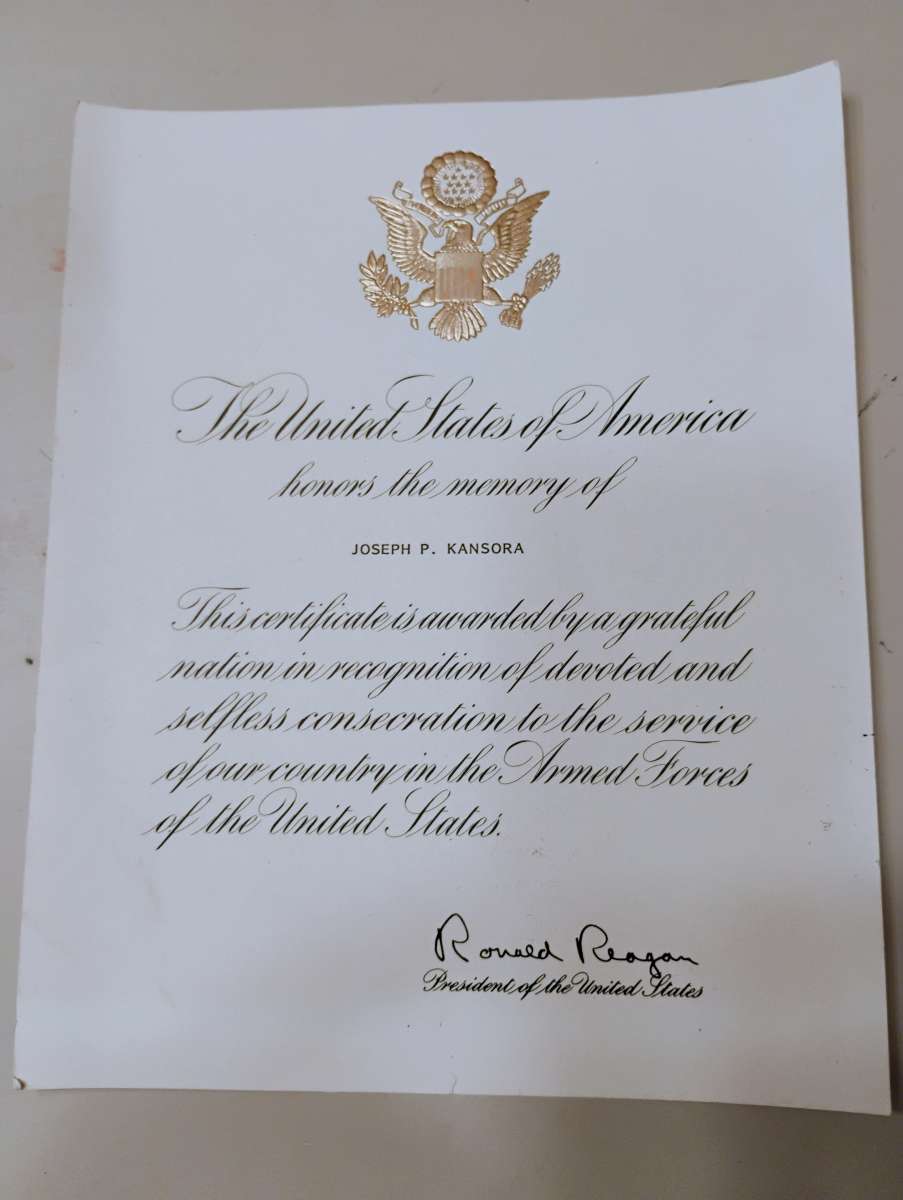 The United States of America
honors the memory of
JOSEPH P. KANSORA
This certificate is awarded by a grateful
nation in recognition of devoted and
selfless consecration to the service
of our country in the Armed Forces
of the United States.
Ronald Reagan
President of the United States